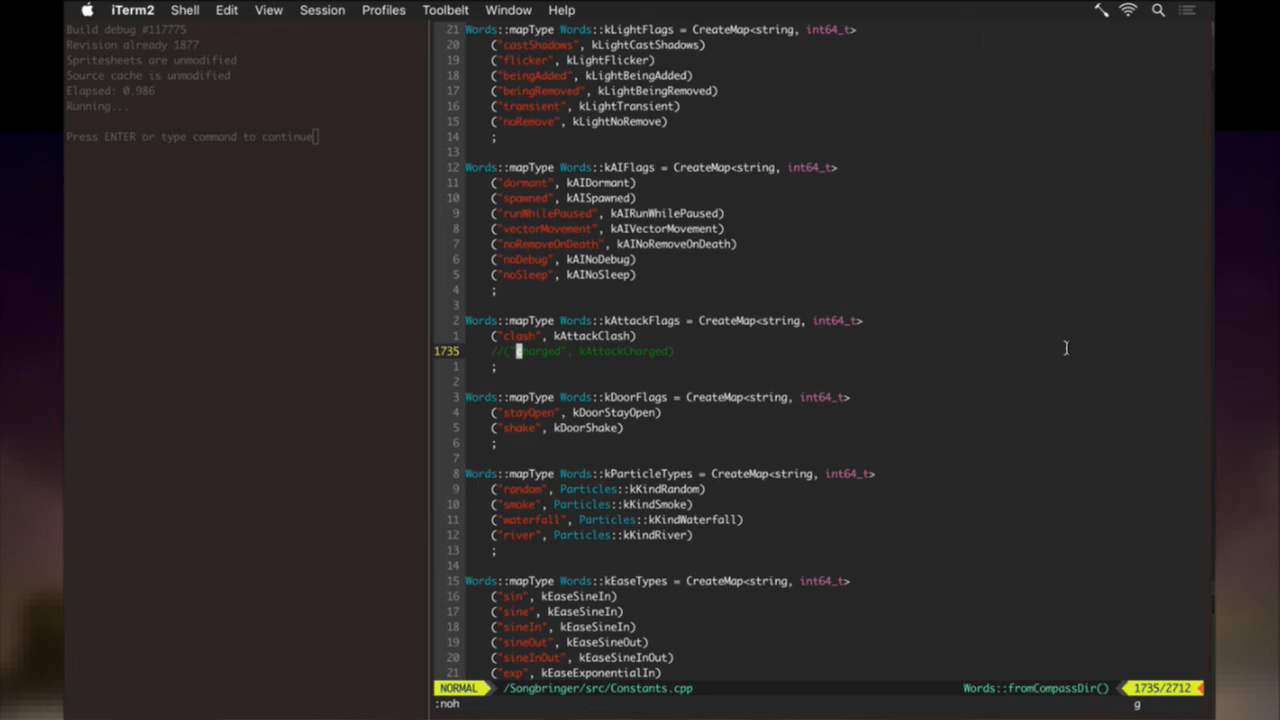 iTerm2 Shell Edit View Session Profiles Toolbelt Window Help
Build debug #117775
Revision already 1877
Spritesheets are unmodified
Source cache is unmodified
Elapsed: 0.986
Running...
Press ENTER or type command to continue
21 Words::mapType Words::kLightFlags = CreateMap<string, int64_t>
20 ("castShadows", kLightCastShadows)
19 ("flicker", kLightFlicker)
18 ("beingAdded", kLightBeingAdded)
17 ("beingRemoved", kLightBeingRemoved)
16 ("transient", kLightTransient)
15 ("noRemove", kLightNoRemove)
14 ;
13
12 Words::mapType Words::kAIFlags = CreateMap<string, int64_t>
11 ("dormant", kAIDormant)
10 ("spawned", kAISpawned)
9 ("runWhilePaused", kAIRunWhilePaused)
8 ("vectorMovement", kAIVectorMovement)
7 ("noRemoveOnDeath", kAINoRemoveOnDeath)
6 ("noDebug", kAINoDebug)
5 ("noSleep", kAINoSleep)
4 ;
3
2 Words::mapType Words::kAttackFlags = CreateMap<string, int64_t>
1 ("clash", kAttackClash)
1735 //("charged", kAttackCharged)
1 ;
2
3 Words::mapType Words::kDoorFlags = CreateMap<string, int64_t>
4 ("stayOpen", kDoorStayOpen)
5 ("shake", kDoorShake)
6 ;
7
8 Words::mapType Words::kParticleTypes = CreateMap<string, int64_t>
9 ("random", Particles::kKindRandom)
10 ("smoke", Particles::kKindSmoke)
11 ("waterfall", Particles::kKindWaterfall)
12 ("river", Particles::kKindRiver)
13 ;
14
15 Words::mapType Words::kEaseTypes = CreateMap<string, int64_t>
16 ("sin", kEaseSineIn)
17 ("sine", kEaseSineIn)
18 ("sineIn", kEaseSineIn)
19 ("sineOut", kEaseSineOut)
20 ("sineInOut", kEaseSineInOut)
21 ("exp", kEaseExponentialIn)
NORMAL /Songbringer/src/Constants.cpp Words::fromCompassDir() 1735/2712
:noh g